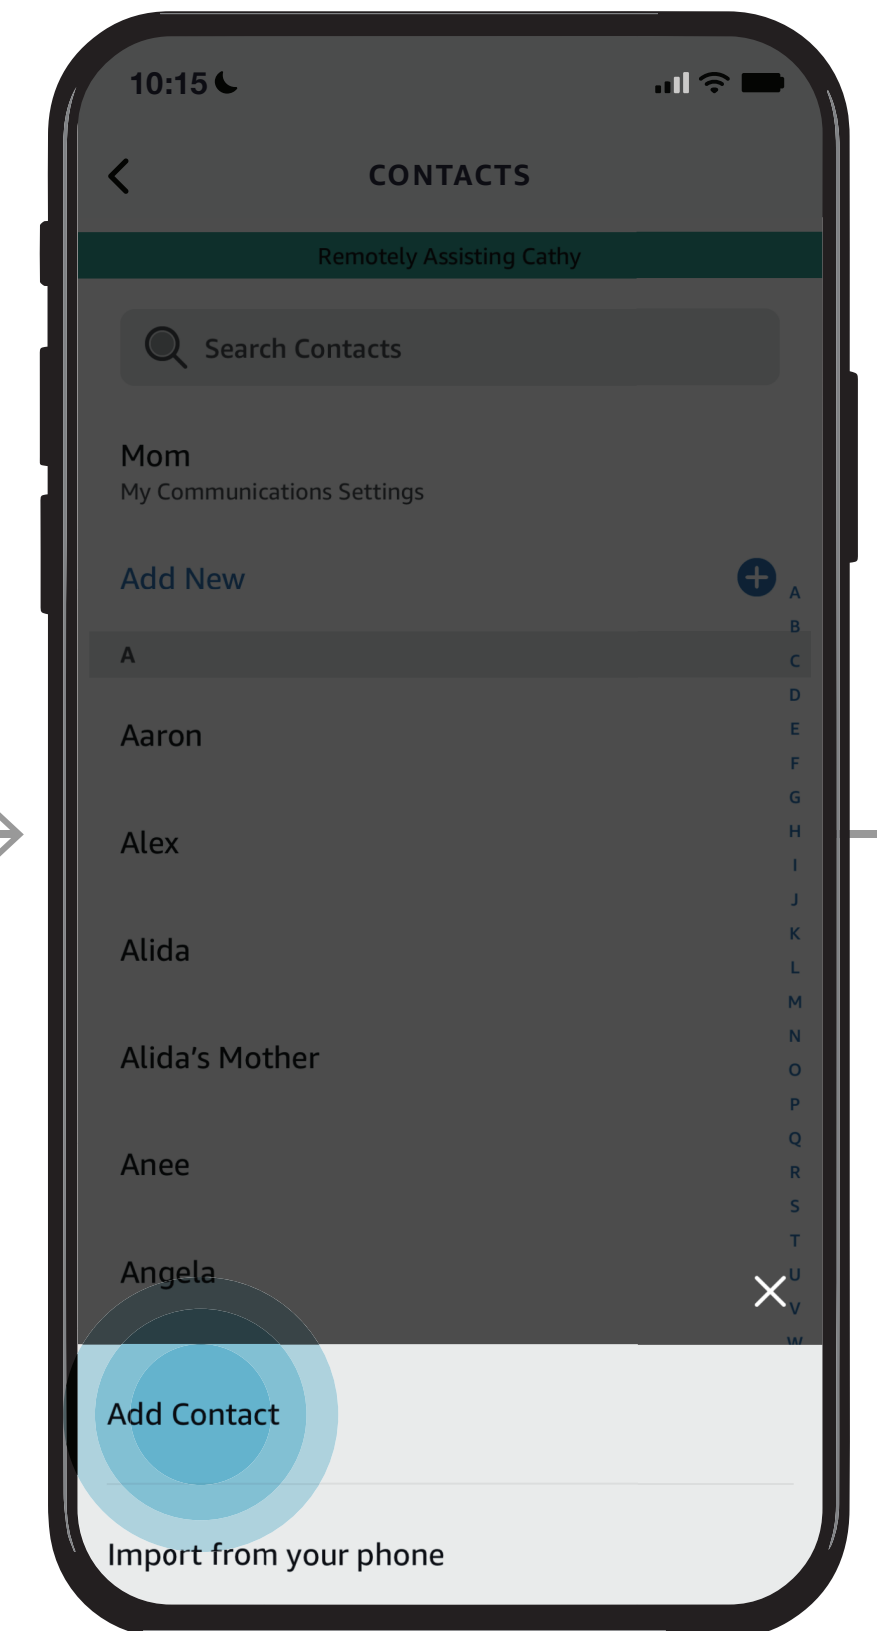 10:15
CONTACTS
Remotely Assisting Cathy
Search Contacts
Mom
My Communications Settings
Add New
A
Aaron
Alex
Alida
Alida’s Mother
Anee
Angela
A
B
C
D
E
F
G
H
I
J
K
L
M
N
O
P
Q
R
S
T
U
V
W
Add Contact
Import from your phone